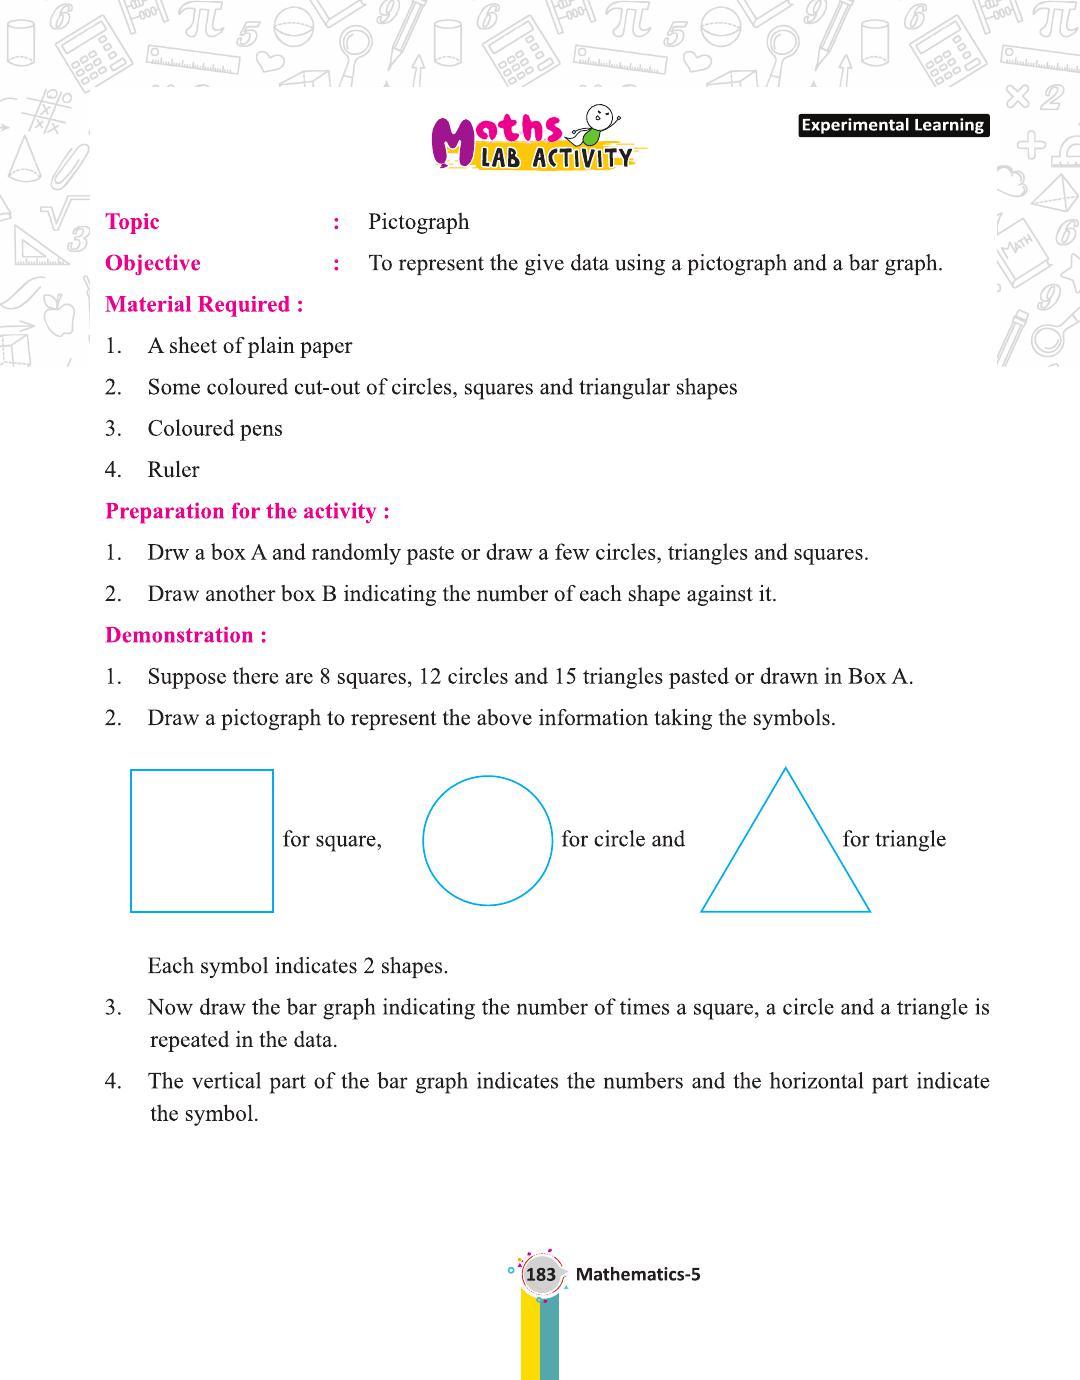 Maths
LAB ACTIVITY
Experimental Learning
Topic : Pictograph
Objective : To represent the give data using a pictograph and a bar graph.
Material Required :
1. A sheet of plain paper
2. Some coloured cut-out of circles, squares and triangular shapes
3. Coloured pens
4. Ruler
Preparation for the activity :
1. Drw a box A and randomly paste or draw a few circles, triangles and squares.
2. Draw another box B indicating the number of each shape against it.
Demonstration :
1. Suppose there are 8 squares, 12 circles and 15 triangles pasted or drawn in Box A.
2. Draw a pictograph to represent the above information taking the symbols.
for square, for circle and for triangle
Each symbol indicates 2 shapes.
3. Now draw the bar graph indicating the number of times a square, a circle and a triangle is
repeated in the data.
4. The vertical part of the bar graph indicates the numbers and the horizontal part indicate
the symbol.
183 Mathematics-5